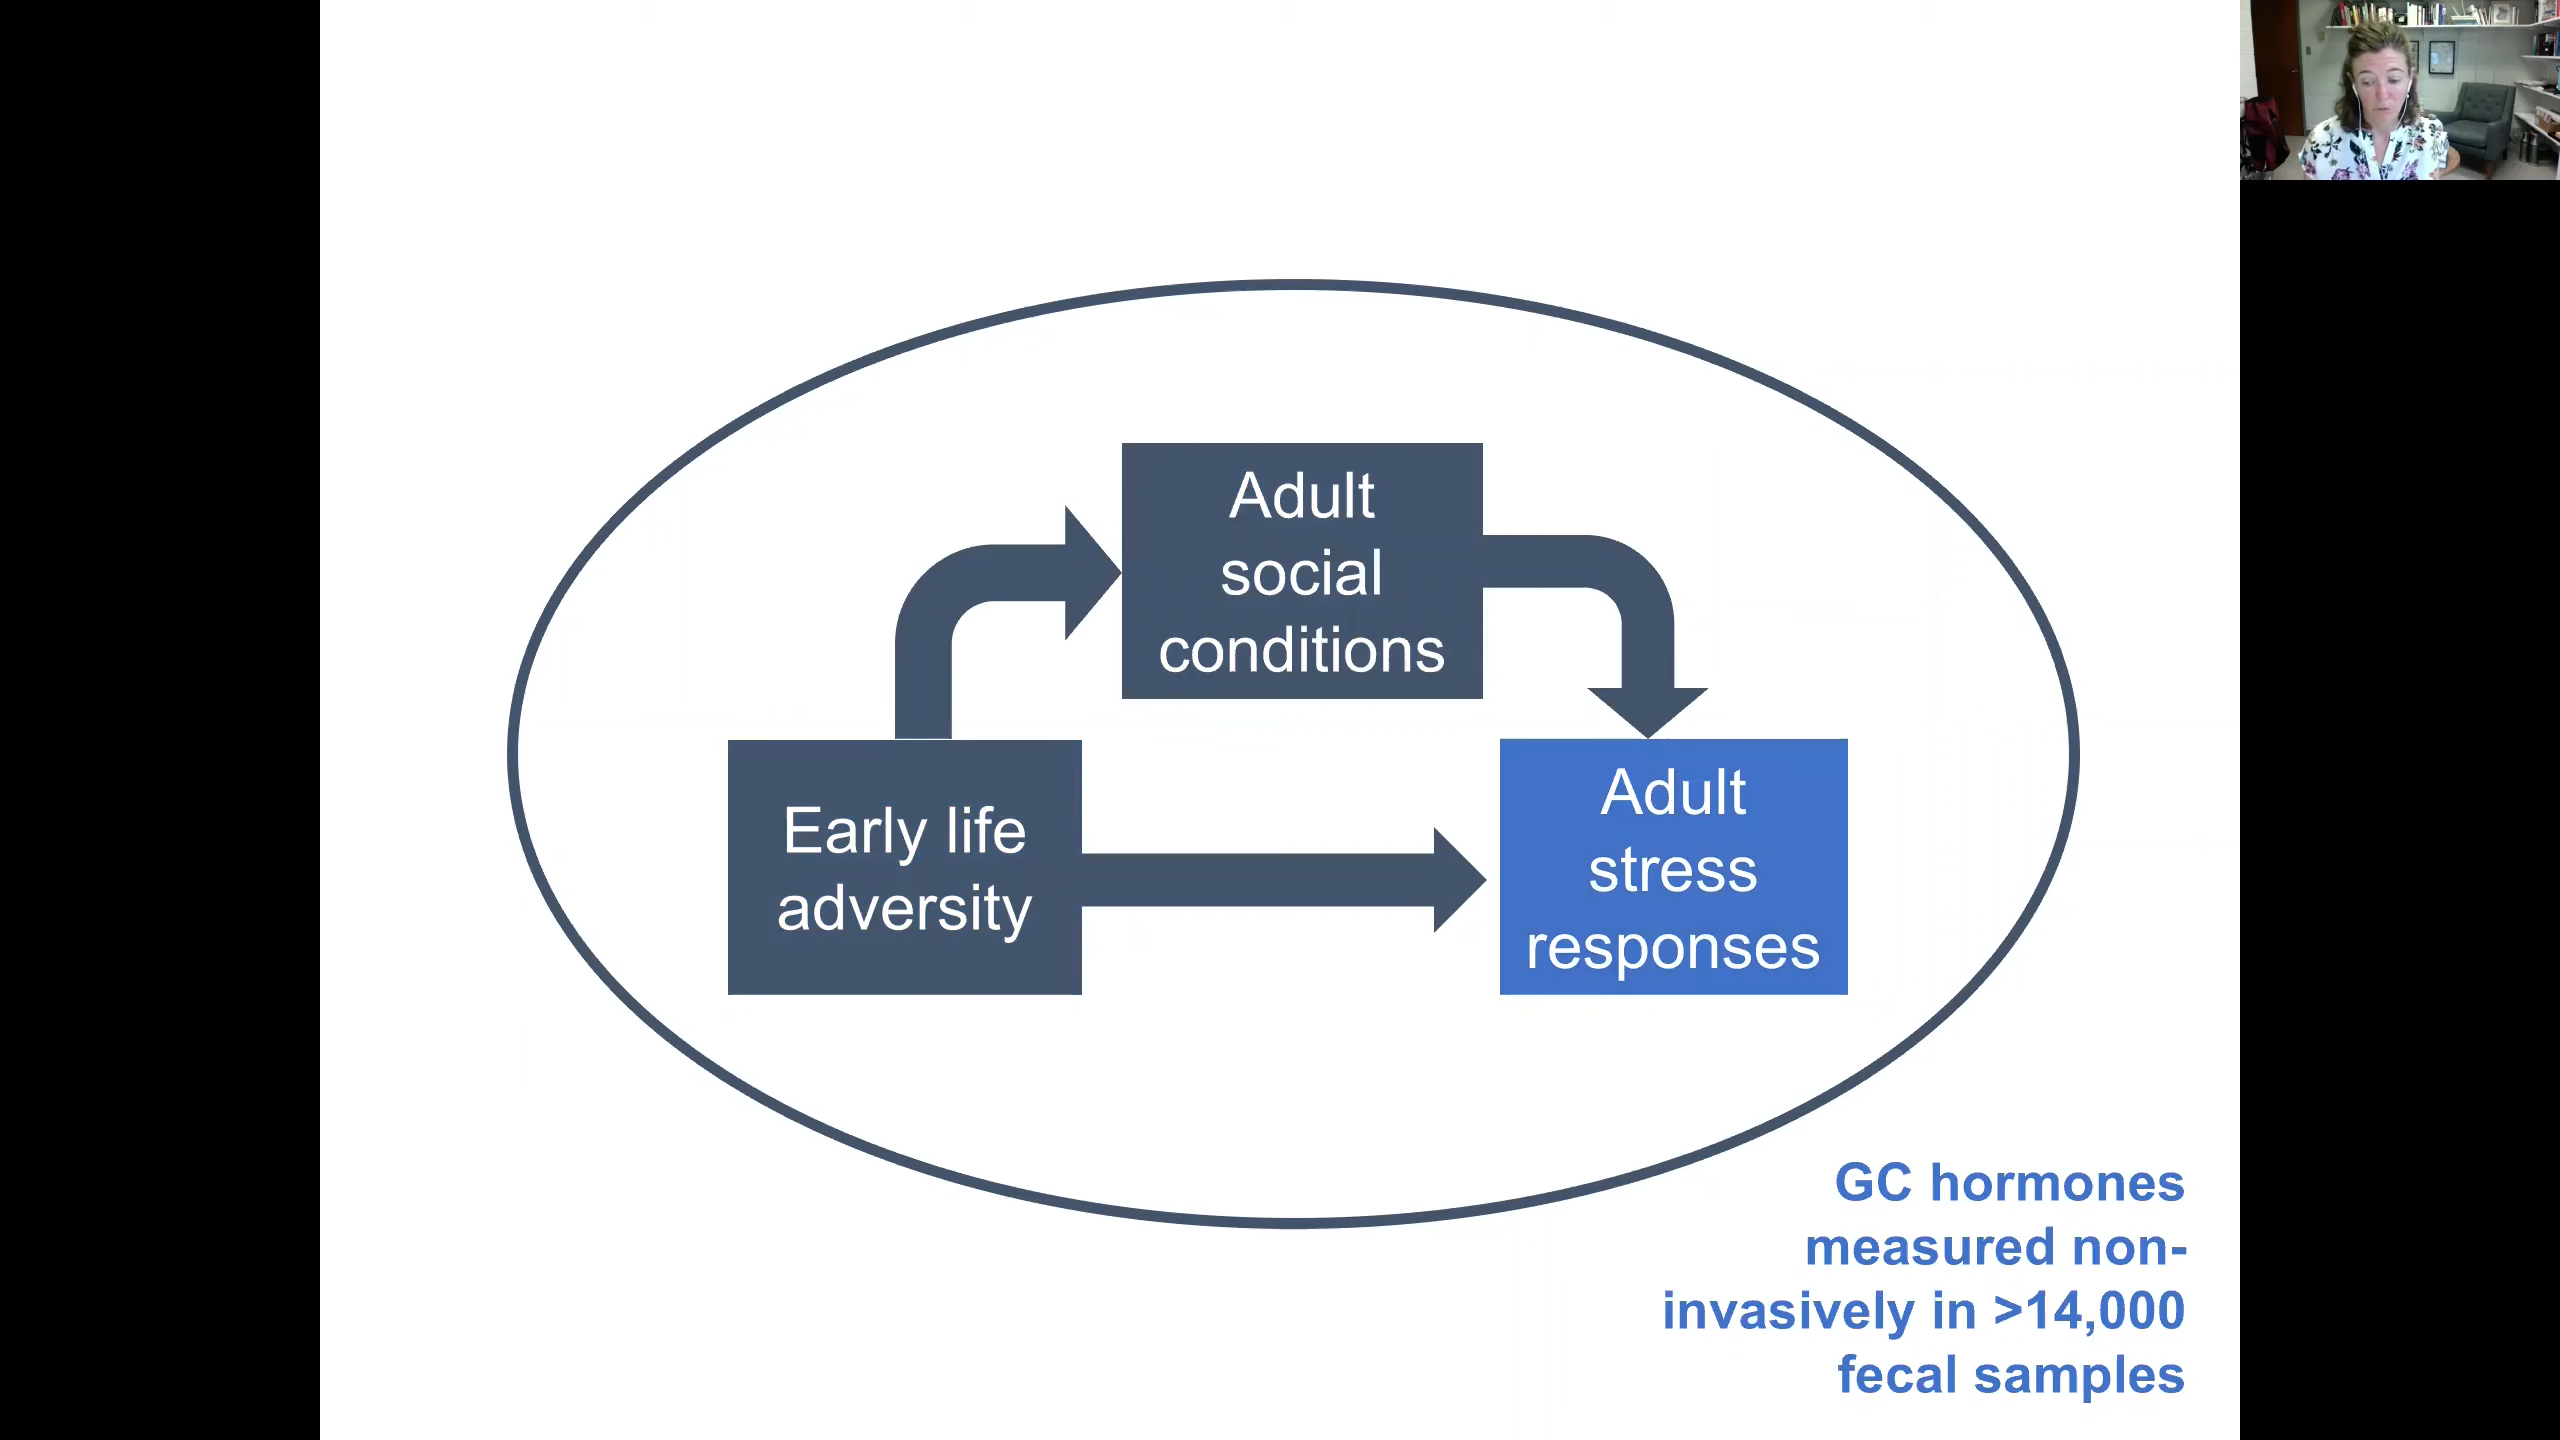 Adult
social
conditions
Early life
adversity
Adult
stress
responses
GC hormones
measured non-
invasively in >14,000
fecal samples